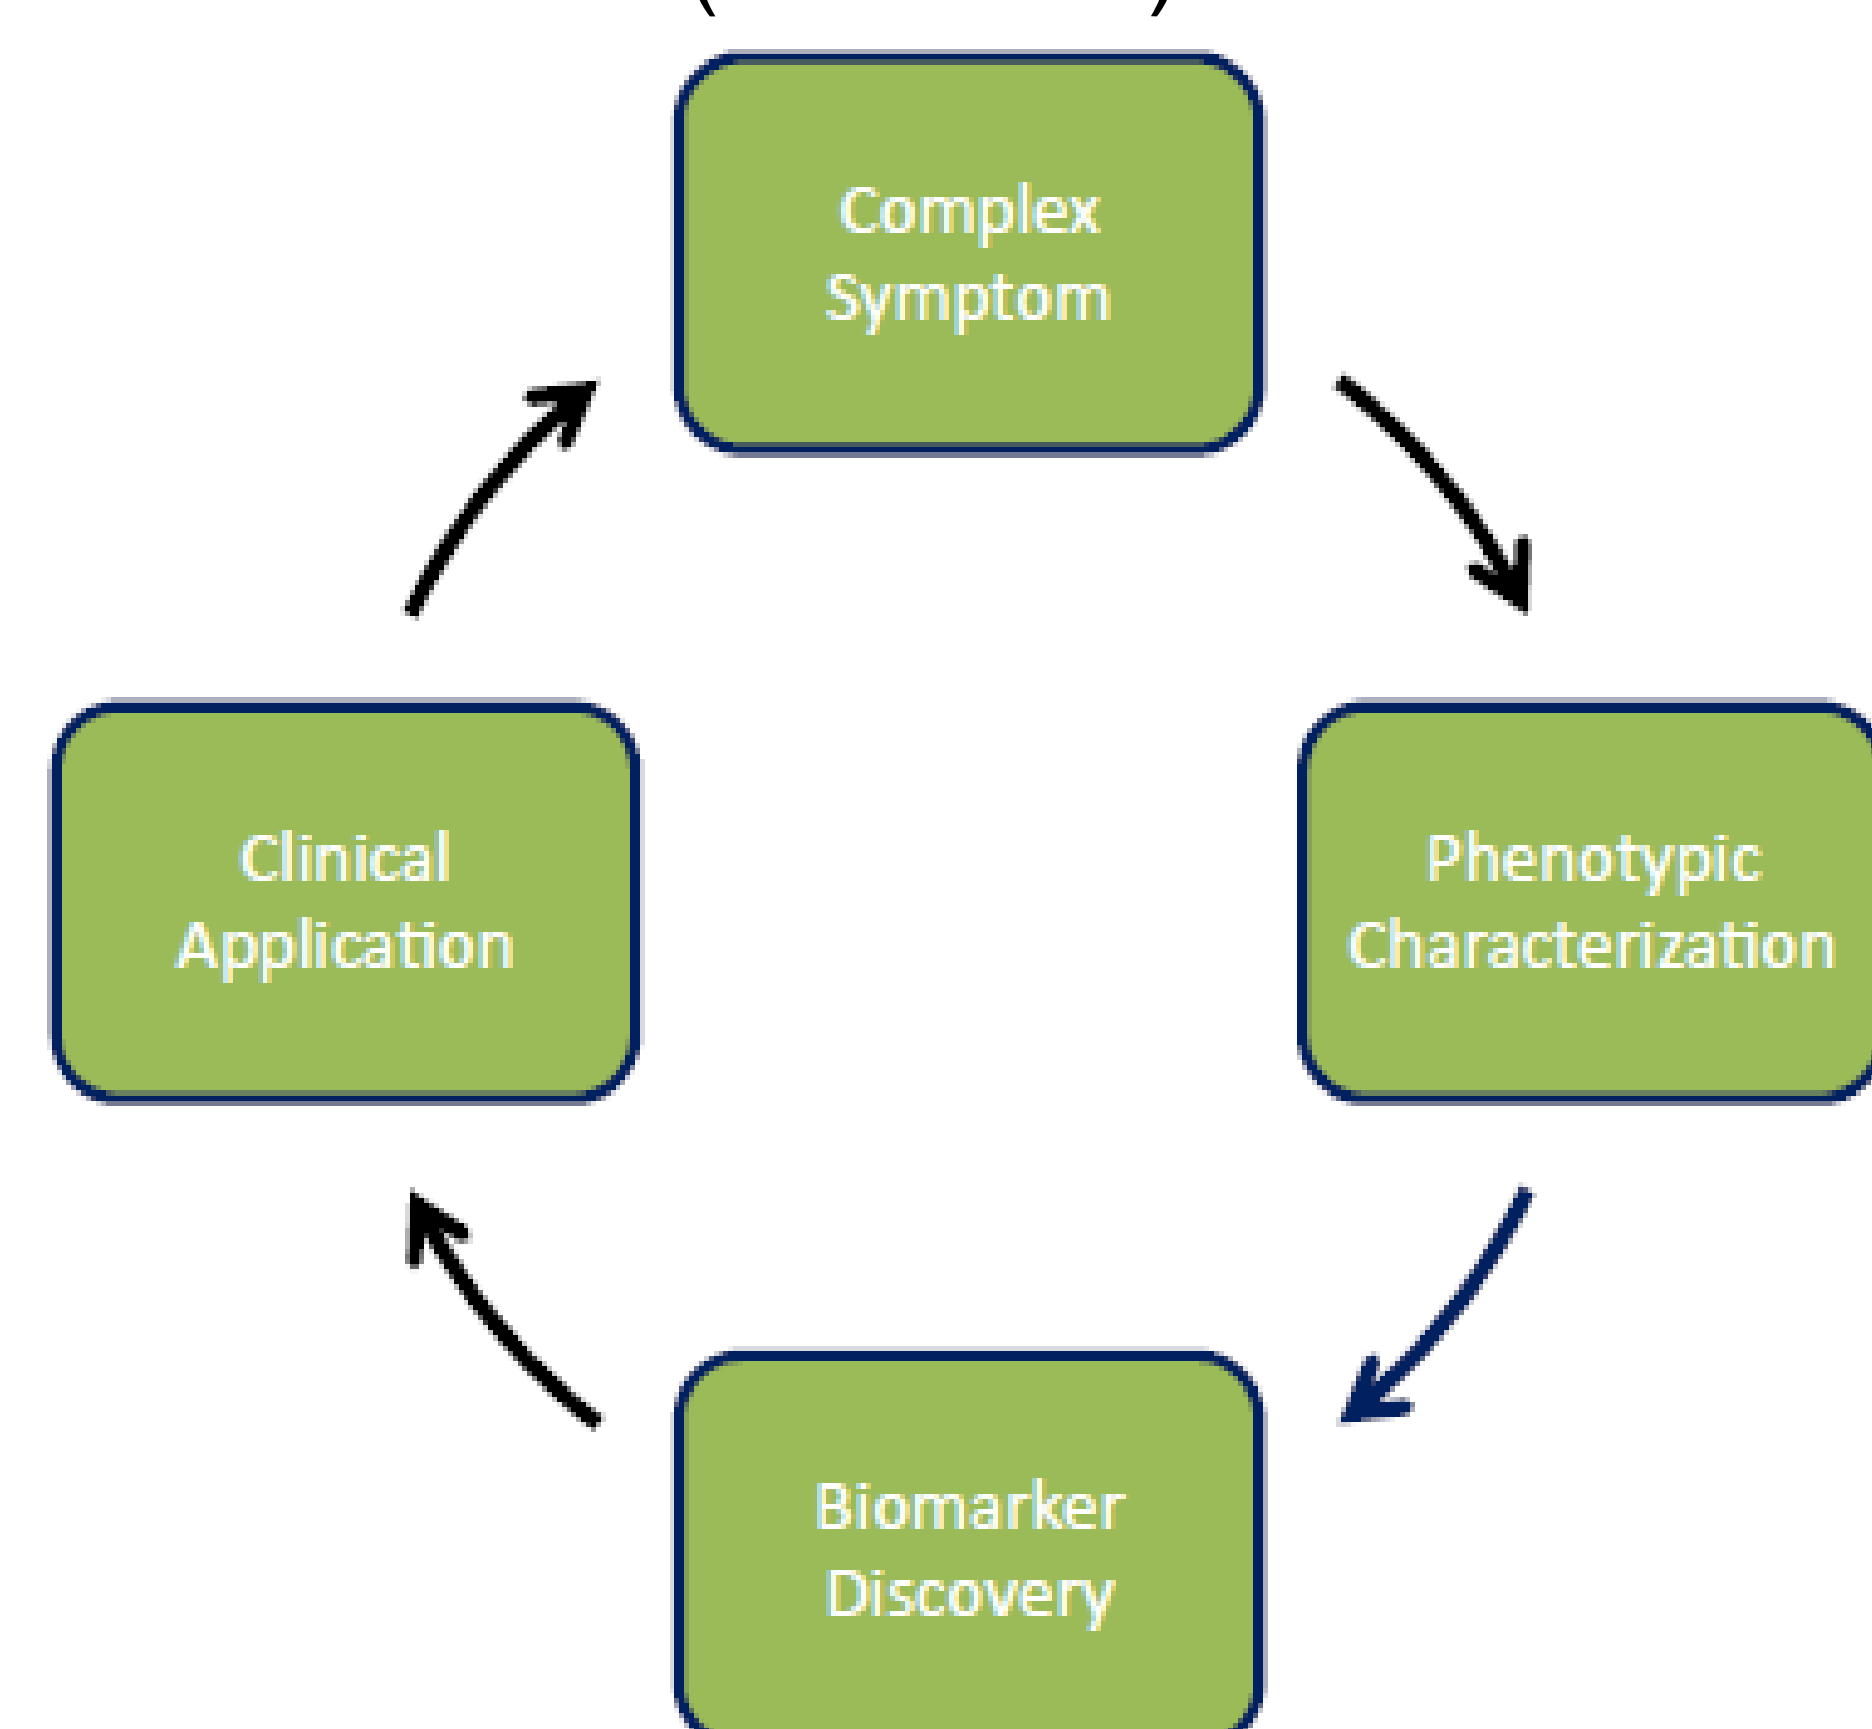 Complex
Symptom
Clinical
Application
Phenotypic
Characterization
Biomarker
Discovery